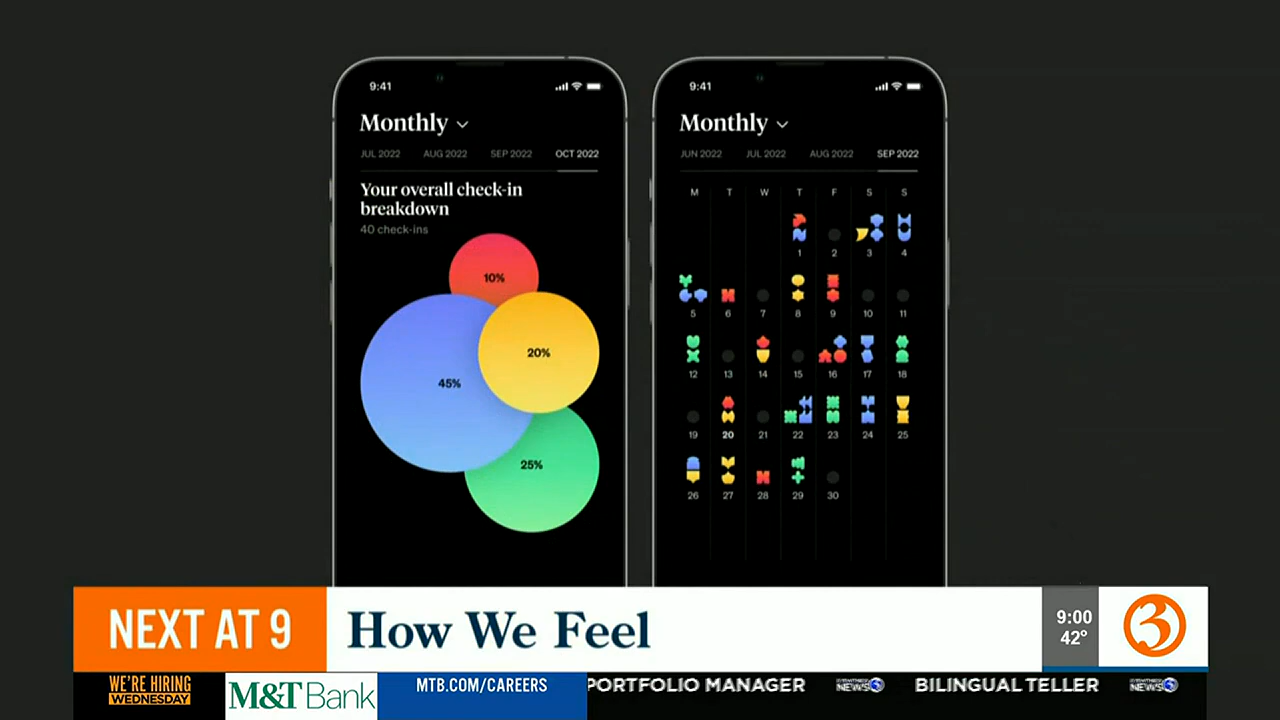 9:41
Monthly
JUL 2022 AUG 2022 SEP 2022 OCT 2022
Your overall check-in
breakdown
40 check-ins
10%
20%
45%
25%
9:41
Monthly
JUN 2022 JUL 2022 AUG 2022 SEP 2022
M T W T F S S
1 2 3 4
5 6 7 8 9 10 11
12 13 14 15 16 17 18
19 20 21 22 23 24 25
26 27 28 29 30
NEXT AT 9
How We Feel
9:00
42°
3
WE'RE HIRING
WEDNESDAY
M&T Bank
MTB.COM/CAREERS
PORTFOLIO MANAGER
EYEWITNESS
NEWS 3
BILINGUAL TELLER
EYEWITNESS
NEWS 3